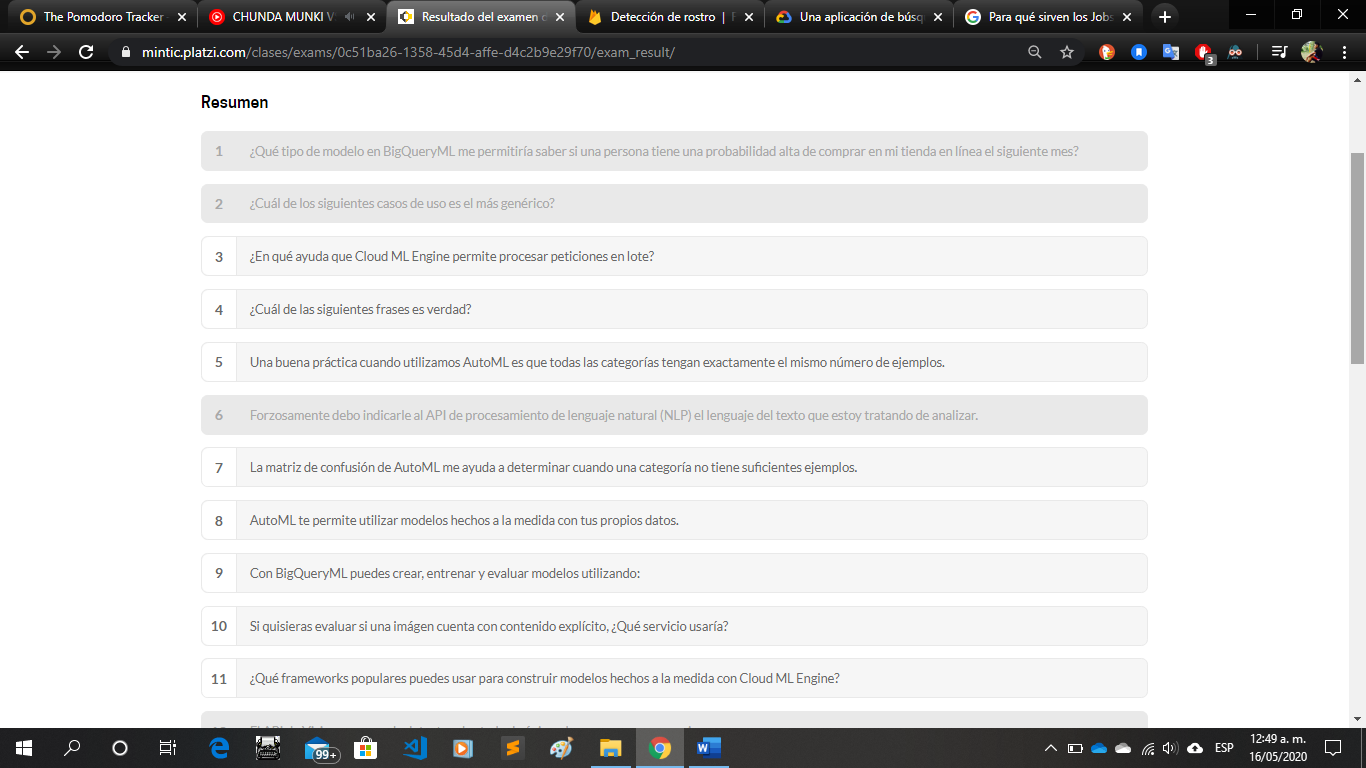 The Pomodoro Tracker
CHUNDA MUNKI V
Resultado del examen
Detección de rostro |
Una aplicación de búsq
Para qué sirven los Jobs
mintic.platzi.com/clases/exams/0c51ba26-1358-45d4-affe-d4c2b9e29f70/exam_result/
3
Resumen
1 ¿Qué tipo de modelo en BigQueryML me permitiría saber si una persona tiene una probabilidad alta de comprar en mi tienda en línea el siguiente mes?
2 ¿Cuál de los siguientes casos de uso es el más genérico?
3 ¿En qué ayuda que Cloud ML Engine permite procesar peticiones en lote?
4 ¿Cuál de las siguientes frases es verdad?
5 Una buena práctica cuando utilizamos AutoML es que todas las categorías tengan exactamente el mismo número de ejemplos.
6 Forzosamente debo indicarle al API de procesamiento de lenguaje natural (NLP) el lenguaje del texto que estoy tratando de analizar.
7 La matriz de confusión de AutoML me ayuda a determinar cuando una categoría no tiene suficientes ejemplos.
8 AutoML te permite utilizar modelos hechos a la medida con tus propios datos.
9 Con BigQueryML puedes crear, entrenar y evaluar modelos utilizando:
10 Si quisieras evaluar si una imágen cuenta con contenido explícito, ¿Qué servicio usaría?
11 ¿Qué frameworks populares puedes usar para construir modelos hechos a la medida con Cloud ML Engine?
99+
ESP
12:49 a. m.
16/05/2020